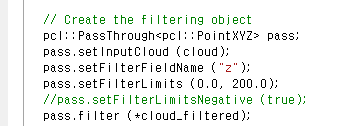 // Create the filtering object
pcl::PassThrough<pcl::PointXYZ> pass;
pass.setInputCloud (cloud);
pass.setFilterFieldName ("z");
pass.setFilterLimits (0.0, 200.0);
//pass.setFilterLimitsNegative (true);
pass.filter (*cloud_filtered);